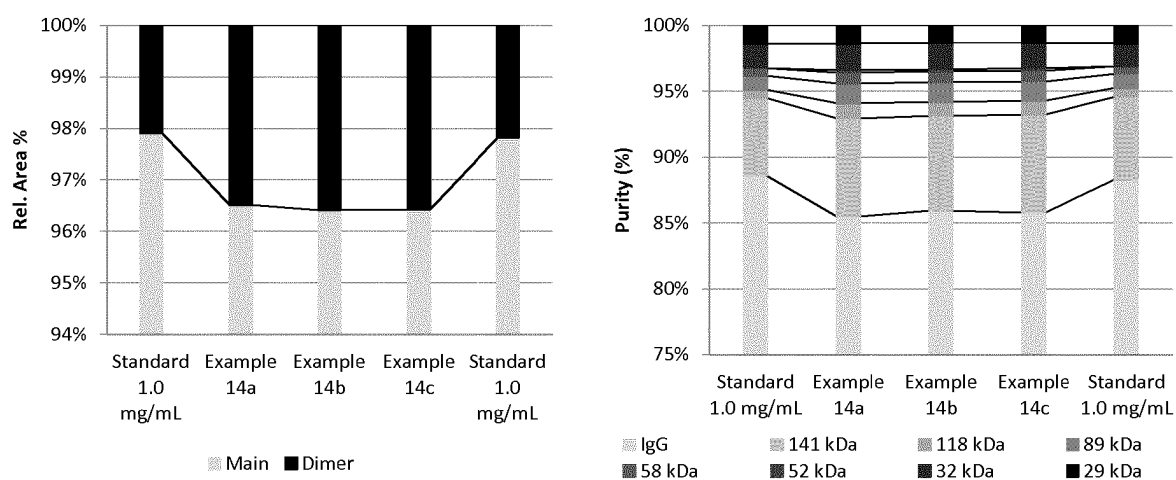 Rel. Area %
100%
99%
98%
97%
96%
95%
94%
Standard 1.0 mg/mL
Example 14a
Example 14b
Example 14c
Standard 1.0 mg/mL
Main Dimer
Purity (%)
100%
95%
90%
85%
80%
75%
Standard 1.0 mg/mL
Example 14a
Example 14b
Example 14c
Standard 1.0 mg/mL
IgG 141 kDa 118 kDa 89 kDa
58 kDa 52 kDa 32 kDa 29 kDa